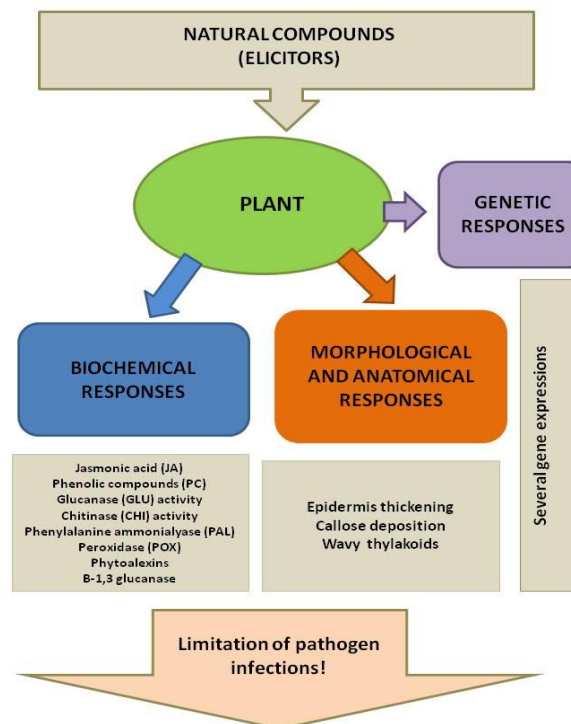 NATURAL COMPOUNDS
(ELICITORS)
PLANT
GENETIC
RESPONSES
BIOCHEMICAL
RESPONSES
MORPHOLOGICAL
AND ANATOMICAL
RESPONSES
Several gene expressions
Jasmonic acid (JA)
Phenolic compounds (PC)
Glucanase (GLU) activity
Chitinase (CHI) activity
Phenylalanine ammonialyase (PAL)
Peroxidase (POX)
Phytoalexins
B-1,3 glucanase
Epidermis thickening
Callose deposition
Wavy thylakoids
Limitation of pathogen
infections!